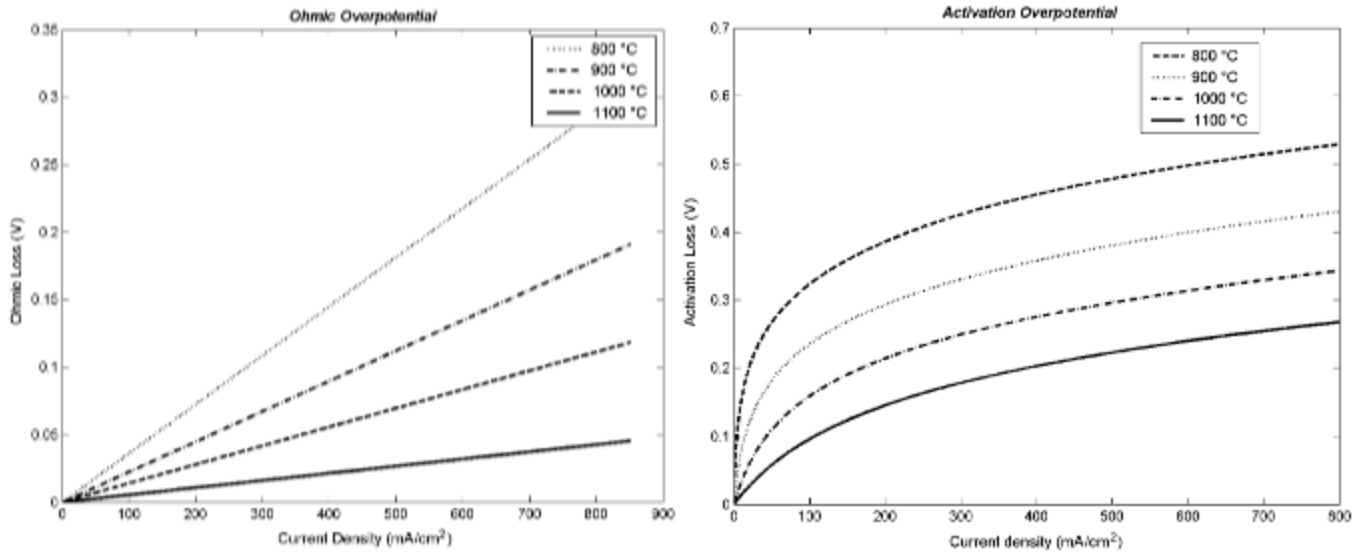 Ohmic Overpotential
0.35
0.3
0.25
0.2
0.15
0.1
0.05
0
Ohmic Loss (V)
800 °C
900 °C
1000 °C
1100 °C
0 100 200 300 400 500 600 700 800 900
Current Density (mA/cm²)
Activation Overpotential
0.7
0.6
0.5
0.4
0.3
0.2
0.1
0
Activation Loss (V)
800 °C
900 °C
1000 °C
1100 °C
0 100 200 300 400 500 600 700 800
Current density (mA/cm²)